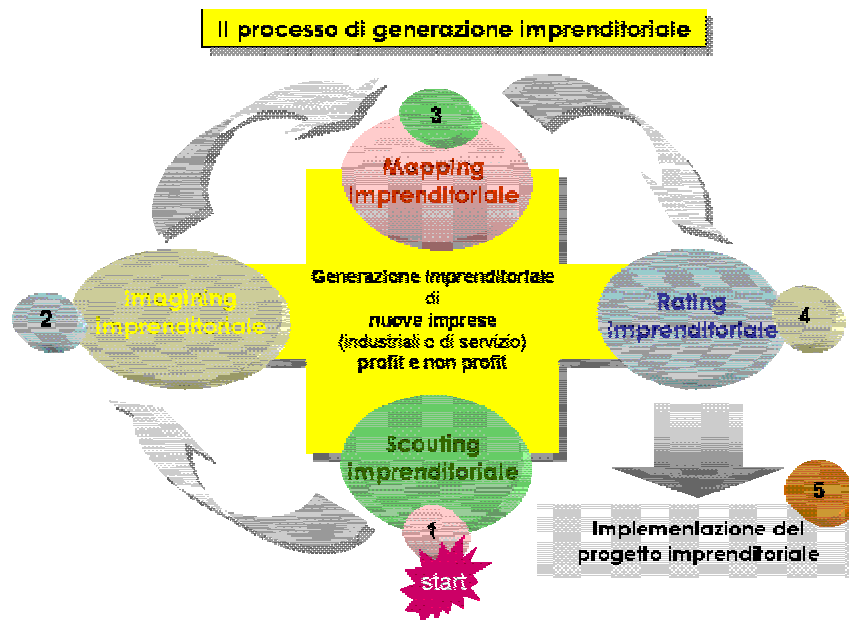 Il processo di generazione imprenditoriale
3
Mapping
imprenditoriale
2
Imagining
imprenditoriale
Generazione imprenditoriale
di
nuove imprese
(industriali o di servizio)
profit e non profit
Rating
imprenditoriale
4
Scouting
imprenditoriale
1
start
5
Implementazione del
progetto imprenditoriale